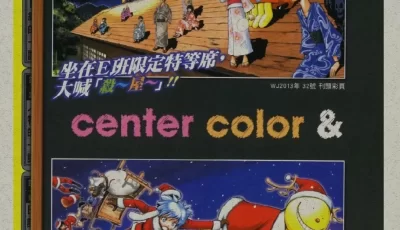 坐在E班限定特等席，
大喊「殺～屋～」!!
WJ2013年 32號 刊頭彩頁
center color &